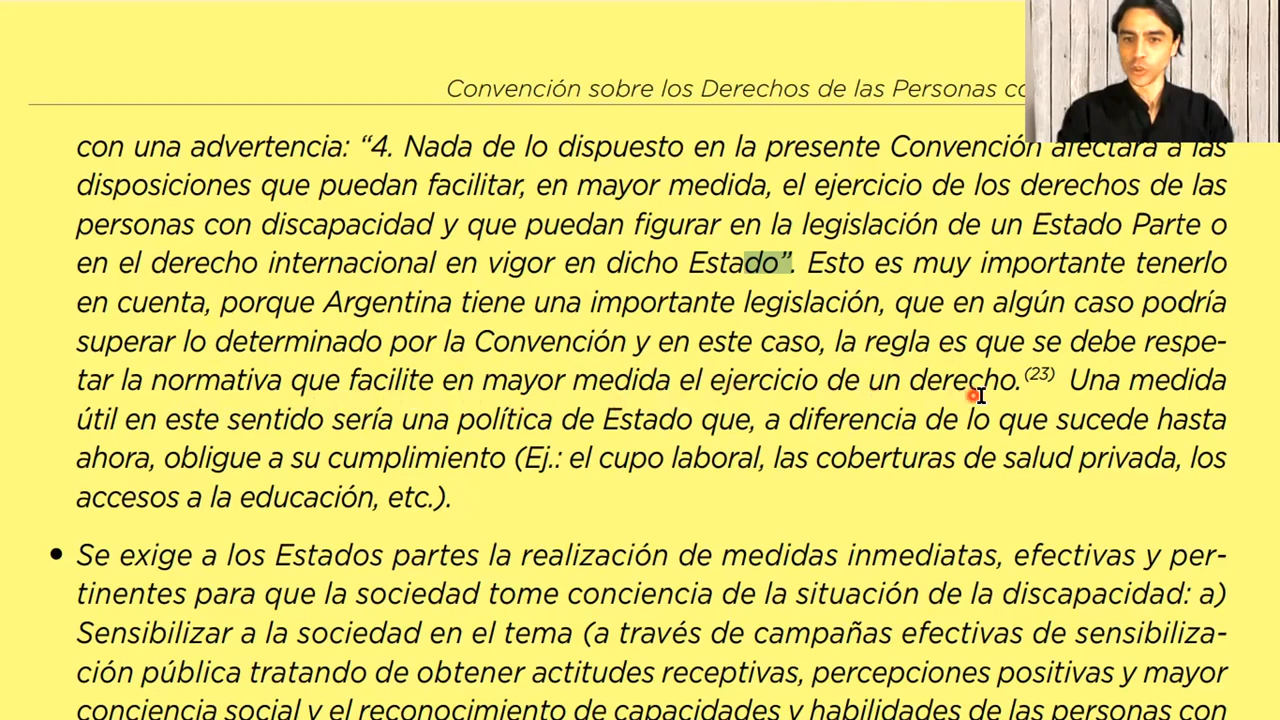 Convención sobre los Derechos de las Personas
con una advertencia: “4. Nada de lo dispuesto en la presente Convención afectará a las
disposiciones que puedan facilitar, en mayor medida, el ejercicio de los derechos de las
personas con discapacidad y que puedan figurar en la legislación de un Estado Parte o
en el derecho internacional en vigor en dicho Estado”. Esto es muy importante tenerlo
en cuenta, porque Argentina tiene una importante legislación, que en algún caso podría
superar lo determinado por la Convención y en este caso, la regla es que se debe respe-
tar la normativa que facilite en mayor medida el ejercicio de un derecho.(23) Una medida
útil en este sentido sería una política de Estado que, a diferencia de lo que sucede hasta
ahora, obligue a su cumplimiento (Ej.: el cupo laboral, las coberturas de salud privada, los
accesos a la educación, etc.).
• Se exige a los Estados partes la realización de medidas inmediatas, efectivas y per-
tinentes para que la sociedad tome conciencia de la situación de la discapacidad: a)
Sensibilizar a la sociedad en el tema (a través de campañas efectivas de sensibiliza-
ción pública tratando de obtener actitudes receptivas, percepciones positivas y mayor
conciencia social y el reconocimiento de capacidades y habilidades de las personas con